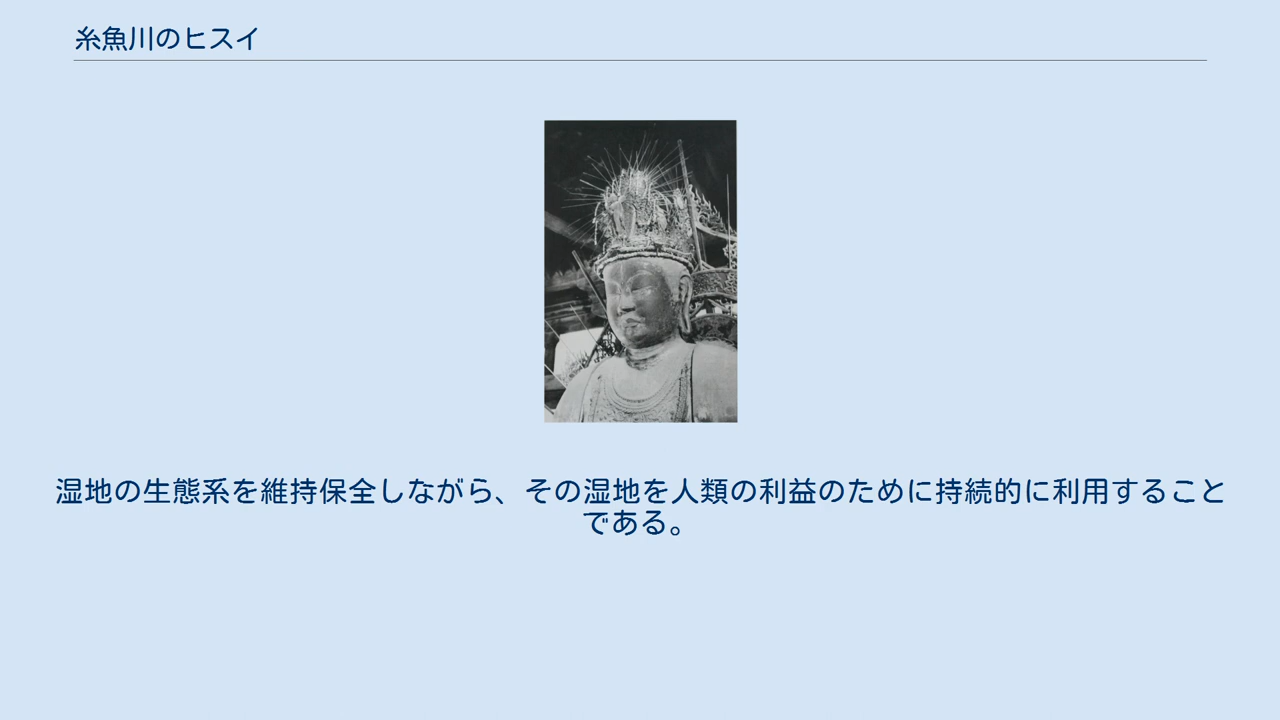 糸魚川のヒスイ
湿地の生態系を維持保全しながら、その湿地を人類の利益のために持続的に利用すること
である。